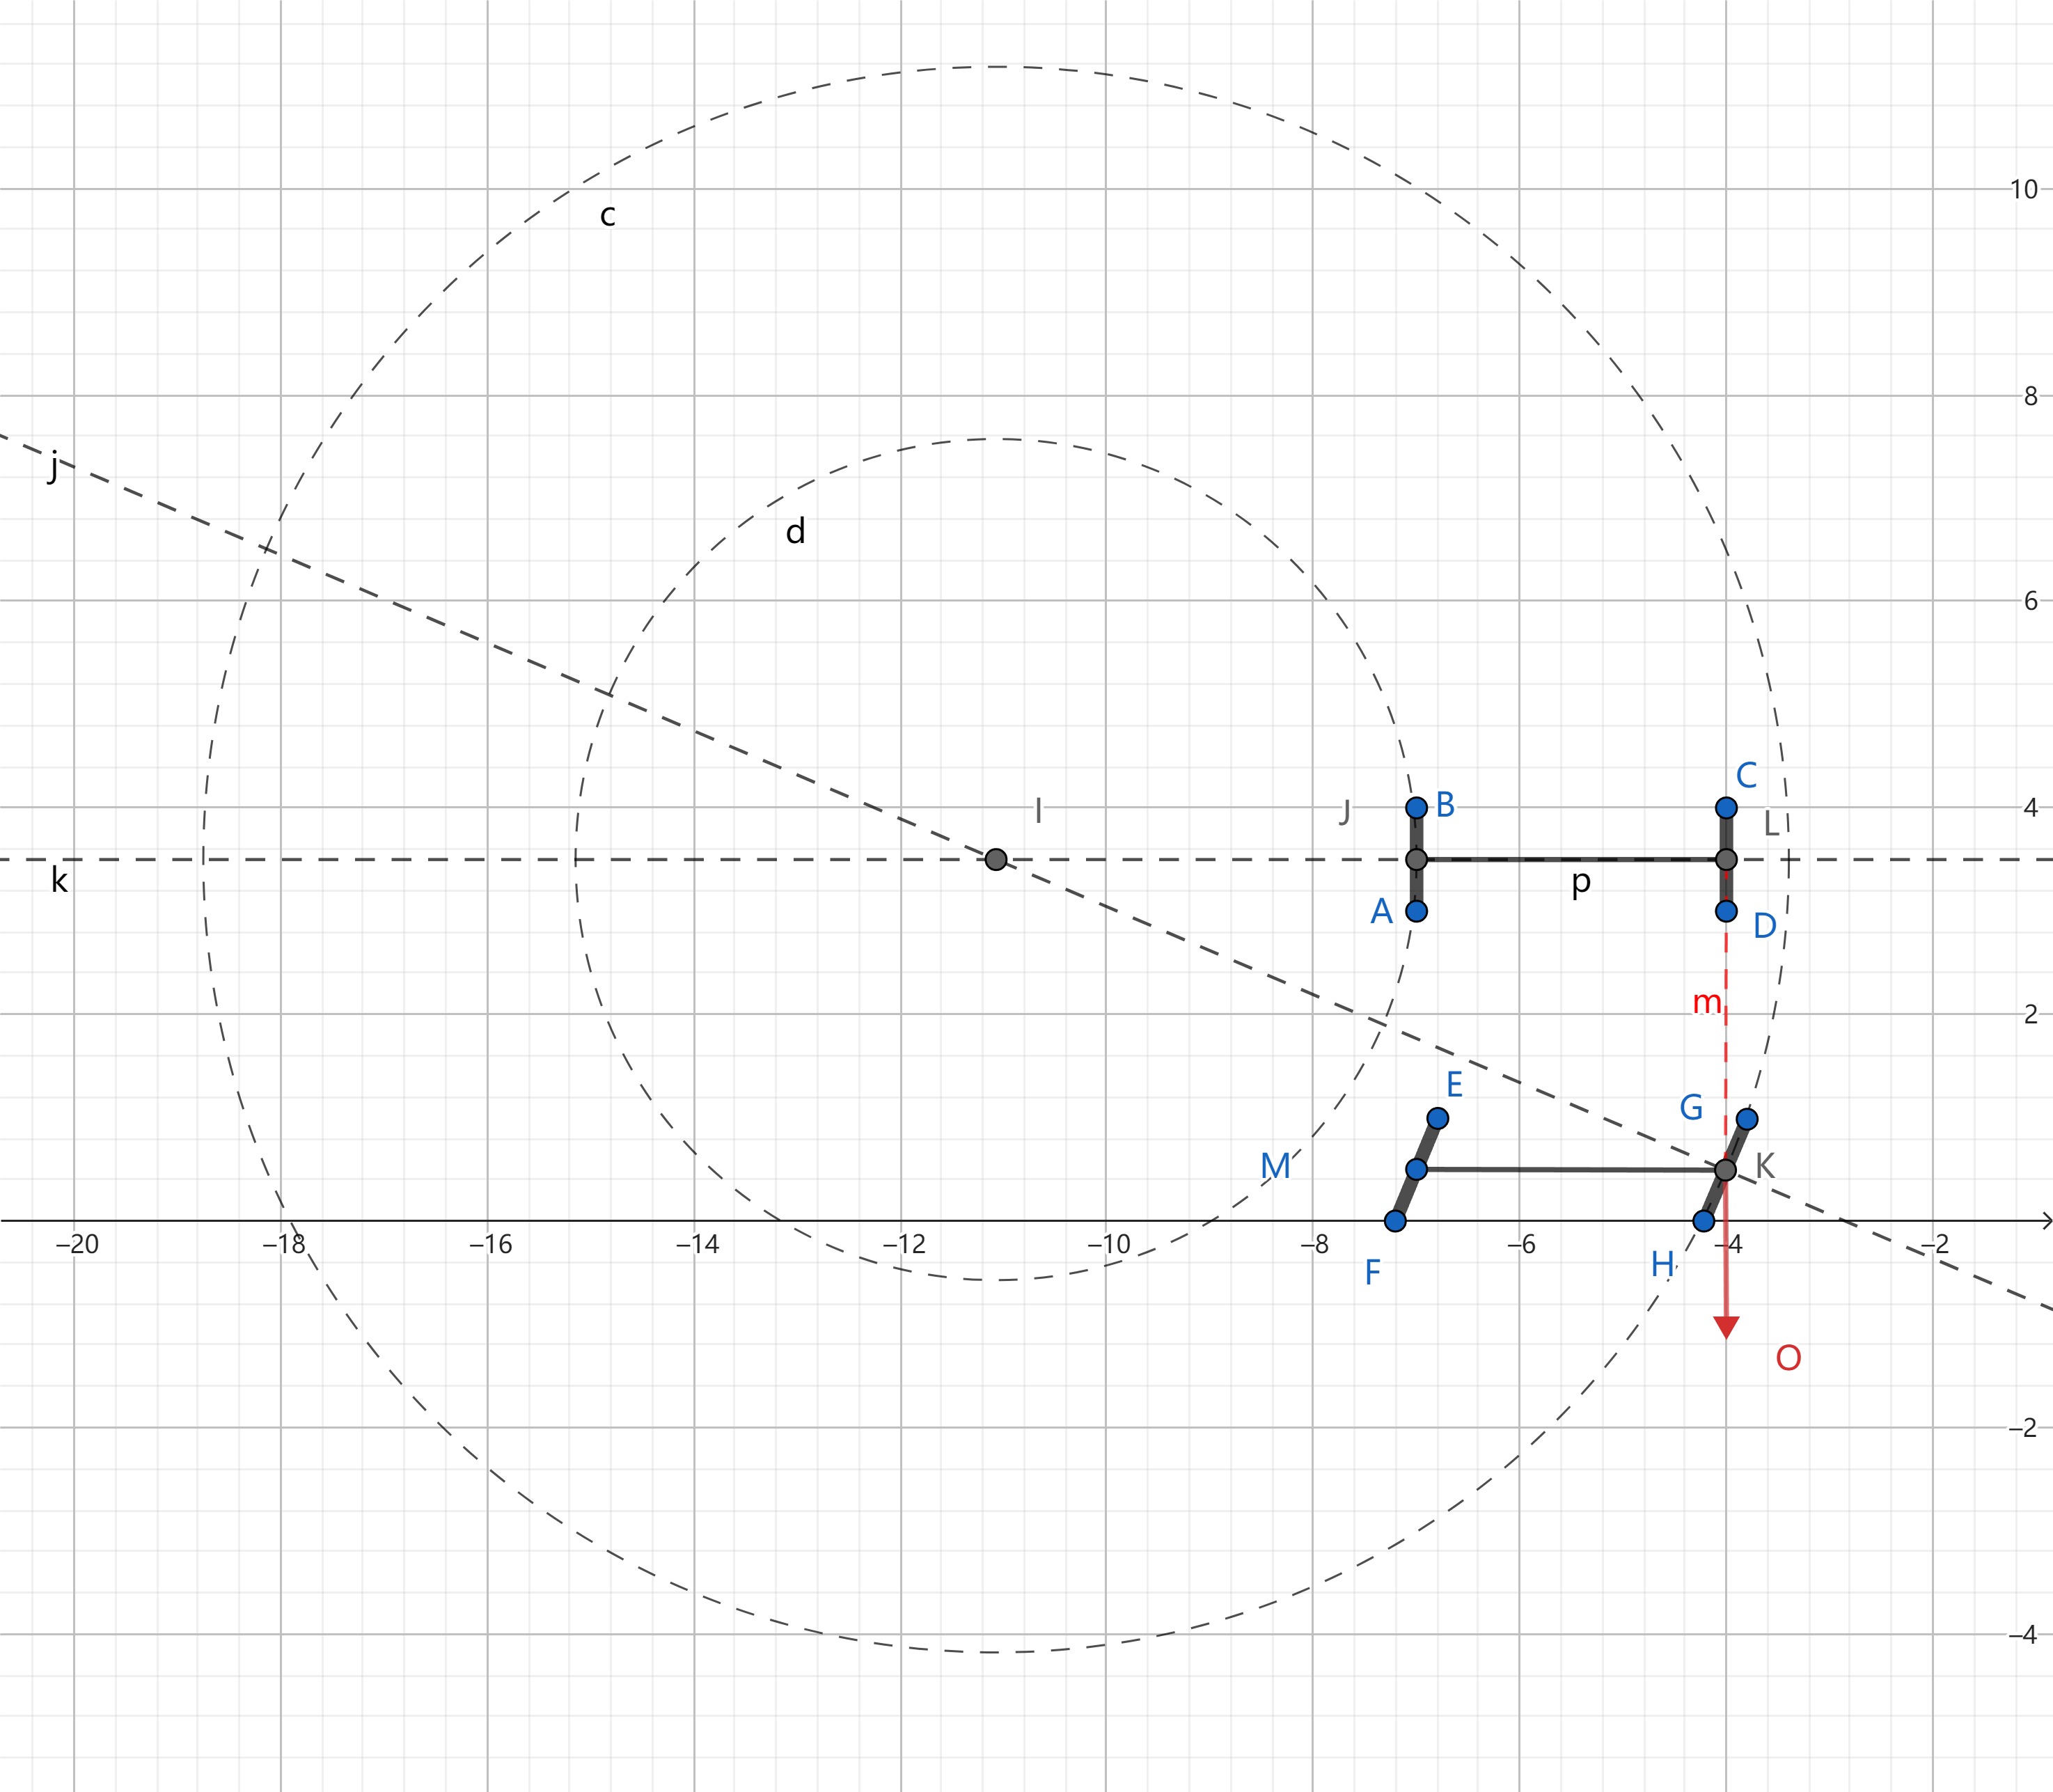 10
c
8
j
6
d
C
I
J
B
4
L
k
p
A
D
m
2
E
G
M
K
–20
–18
–16
–14
–12
–10
–8
–6
–4
–2
F
H
O
–2
–4